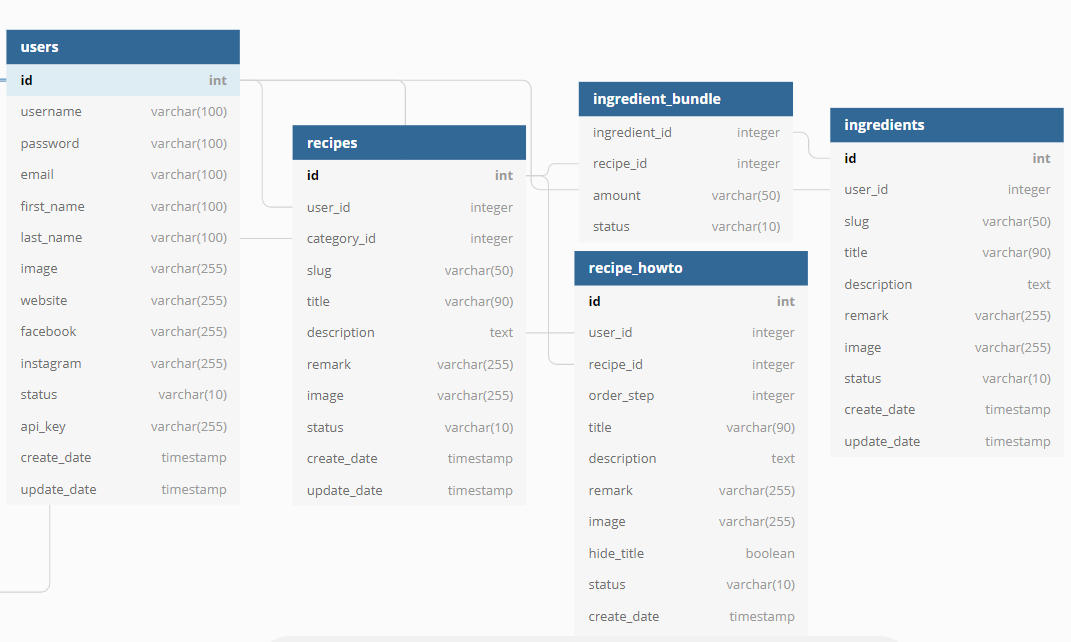 users
id int
username varchar(100)
password varchar(100)
email varchar(100)
first_name varchar(100)
last_name varchar(100)
image varchar(255)
website varchar(255)
facebook varchar(255)
instagram varchar(255)
status varchar(10)
api_key varchar(255)
create_date timestamp
update_date timestamp
recipes
id int
user_id integer
category_id integer
slug varchar(50)
title varchar(90)
description text
remark varchar(255)
image varchar(255)
status varchar(10)
create_date timestamp
update_date timestamp
ingredient_bundle
ingredient_id integer
recipe_id integer
amount varchar(50)
status varchar(10)
recipe_howto
id int
user_id integer
recipe_id integer
order_step integer
title varchar(90)
description text
remark varchar(255)
image varchar(255)
hide_title boolean
status varchar(10)
create_date timestamp
ingredients
id int
user_id integer
slug varchar(50)
title varchar(90)
description text
remark varchar(255)
image varchar(255)
status varchar(10)
create_date timestamp
update_date timestamp